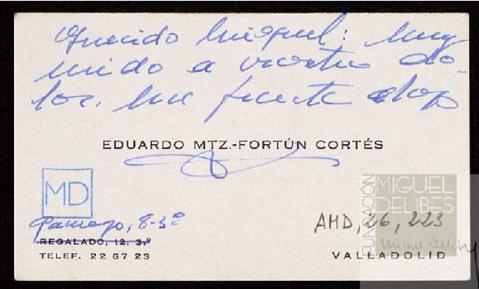 Querido Miguel: Muy
unido a vuestro do-
lor. Un fuerte abrazo
EDUARDO MTZ.-FORTÚN CORTÉS
MD
Gamazo, 8-3º
REGALADO, 12, 3.º
TELEF. 22 67 23
AMD, 26, 223
VALLADOLID
FUNDACIÓN
MIGUEL
DELIBES